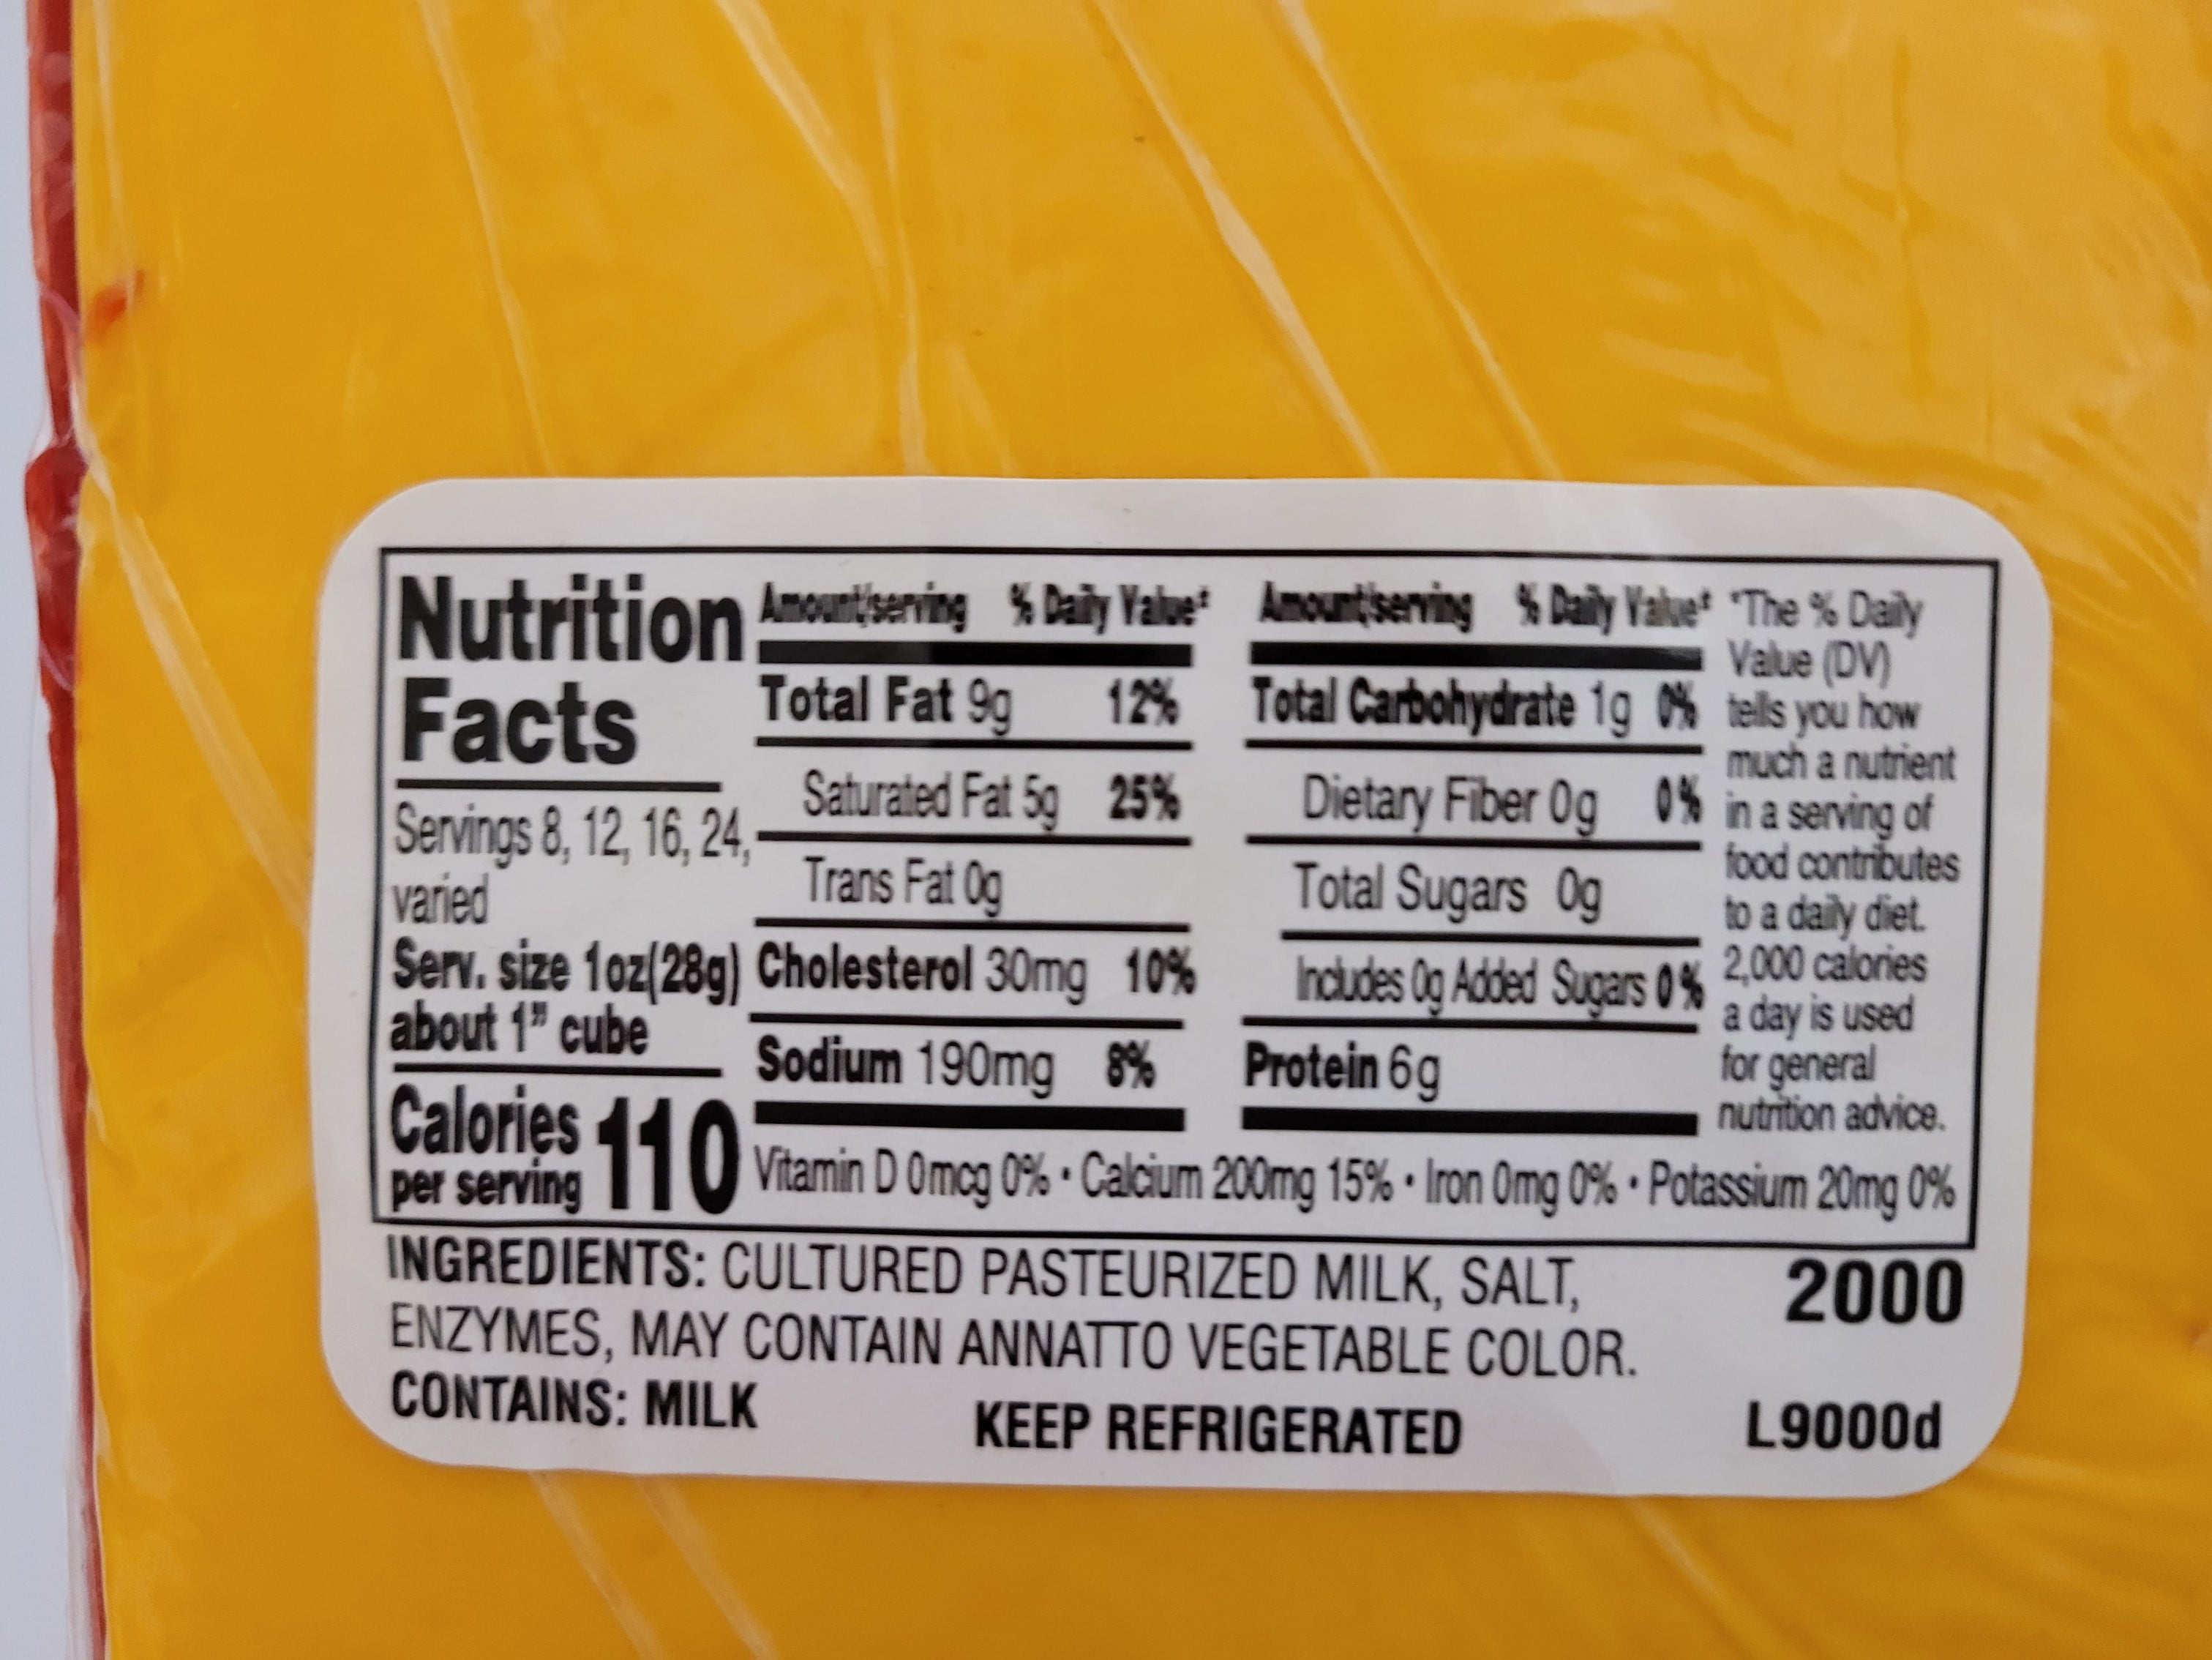 Nutrition
Facts
Servings 8, 12, 16, 24,
varied
Serv. size 1oz(28g)
about 1” cube
Calories
per serving
110
Amount/serving % Daily Value*
Total Fat 9g 12%
Saturated Fat 5g 25%
Trans Fat 0g
Cholesterol 30mg 10%
Sodium 190mg 8%
Amount/serving % Daily Value*
Total Carbohydrate 1g 0%
Dietary Fiber 0g 0%
Total Sugars 0g
Includes 0g Added Sugars 0%
Protein 6g
*The % Daily
Value (DV)
tells you how
much a nutrient
in a serving of
food contributes
to a daily diet.
2,000 calories
a day is used
for general
nutrition advice.
Vitamin D 0mcg 0% • Calcium 200mg 15% • Iron 0mg 0% • Potassium 20mg 0%
INGREDIENTS: CULTURED PASTEURIZED MILK, SALT,
ENZYMES, MAY CONTAIN ANNATTO VEGETABLE COLOR.
CONTAINS: MILK
KEEP REFRIGERATED
2000
L9000d